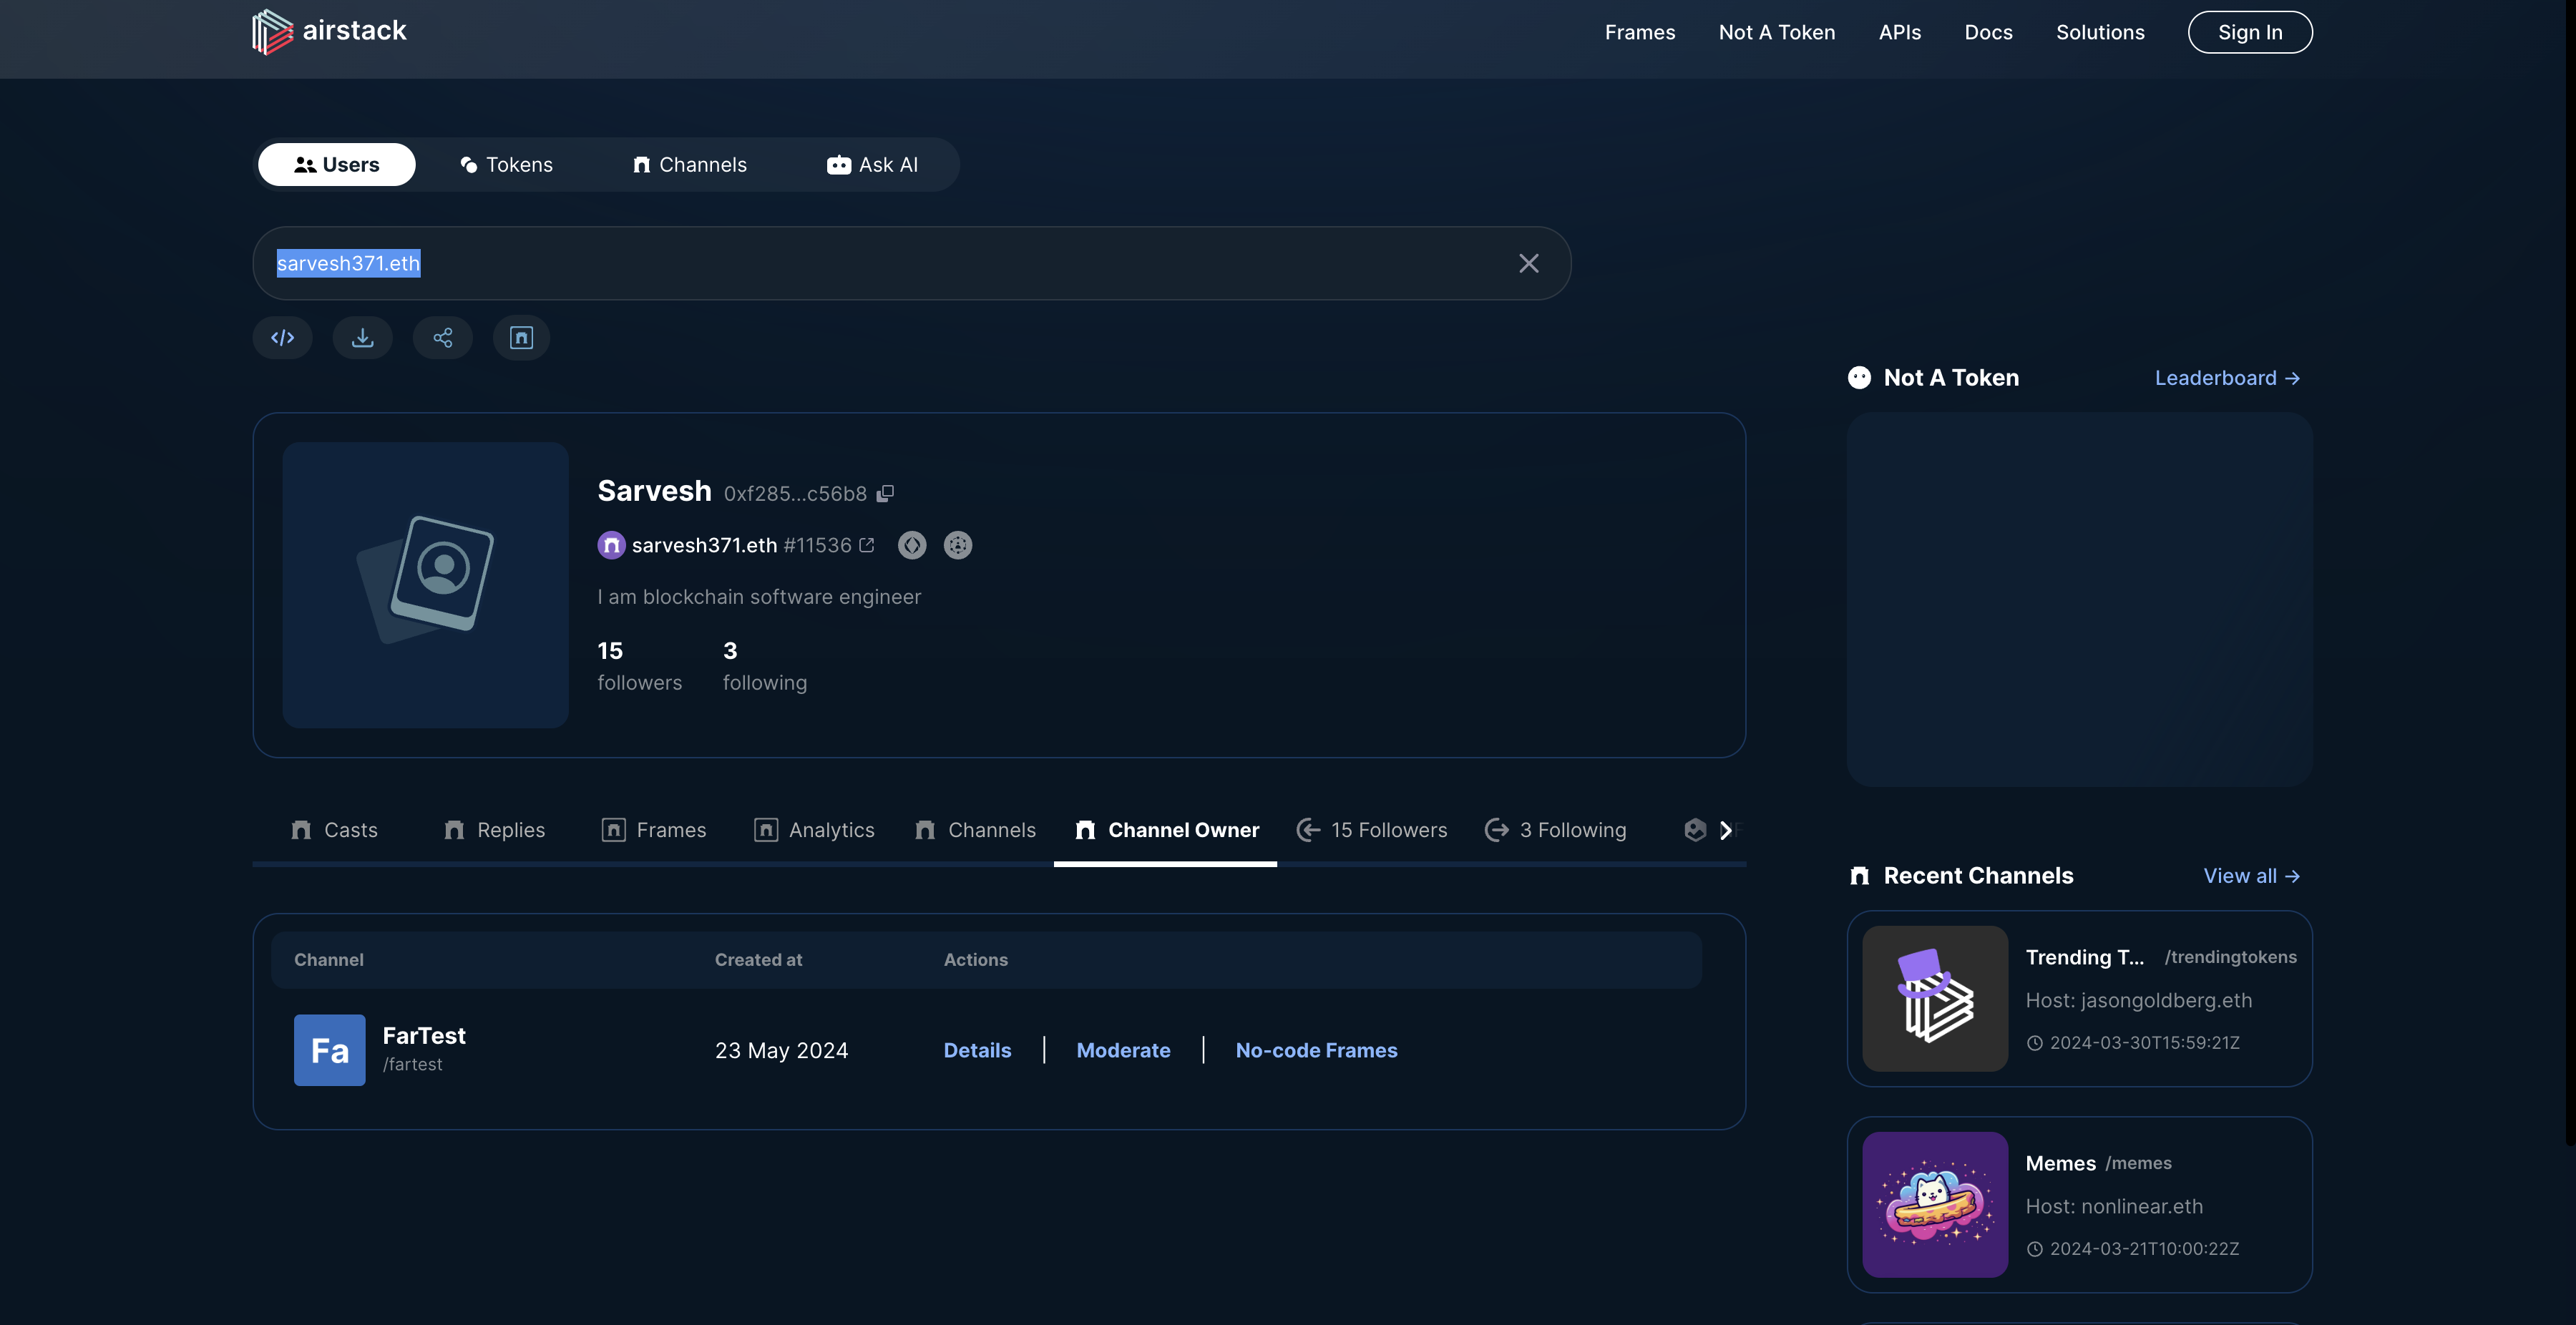 airstack
Frames Not A Token APIs Docs Solutions Sign In
Users Tokens Channels Ask AI
sarvesh371.eth
Sarvesh 0xf285...c56b8
sarvesh371.eth #11536
I am blockchain software engineer
15 3
followers following
Casts Replies Frames Analytics Channels Channel Owner 15 Followers 3 Following
Channel Created at Actions
Fa FarTest 23 May 2024 Details | Moderate | No-code Frames
/fartest
Not A Token Leaderboard →
Recent Channels View all →
Trending T... /trendingtokens
Host: jasongoldberg.eth
2024-03-30T15:59:21Z
Memes /memes
Host: nonlinear.eth
2024-03-21T10:00:22Z